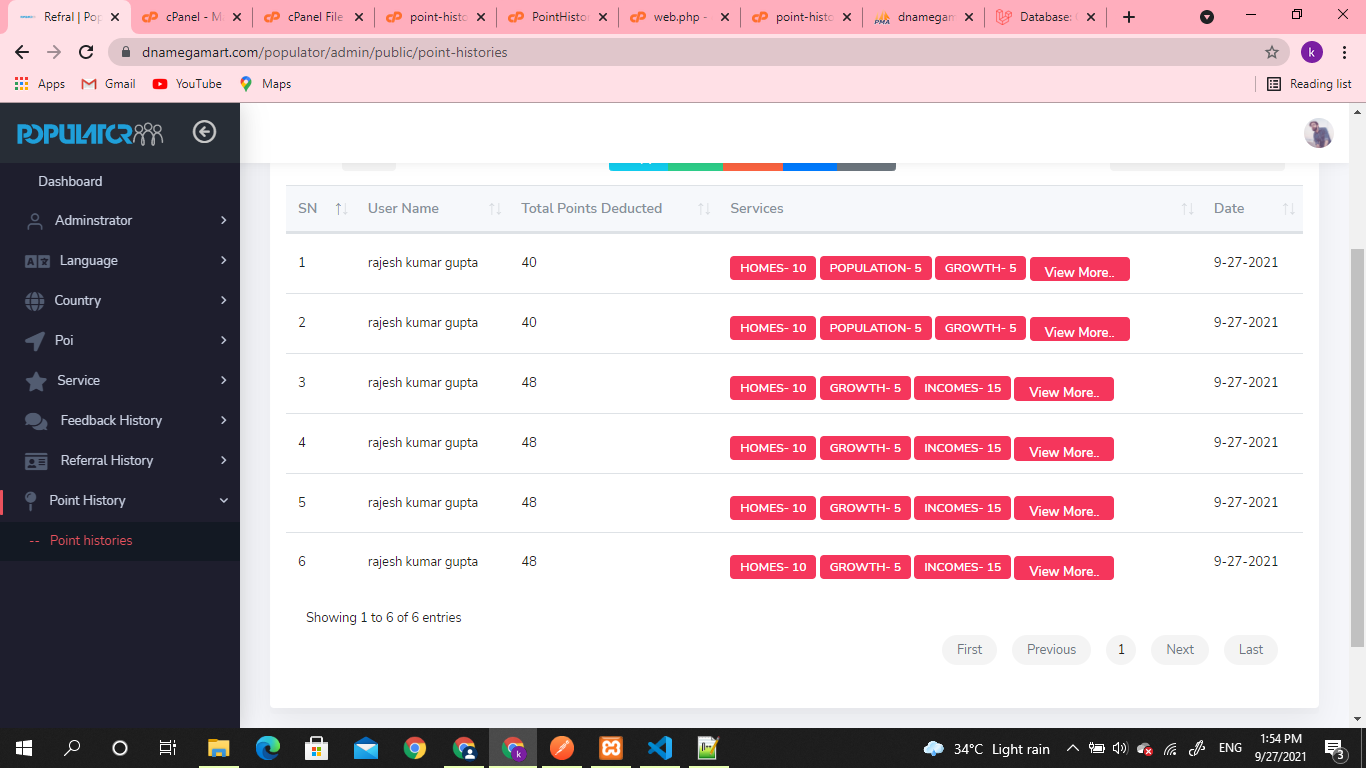 Refral | Pop cPanel - M cPanel File point-histo PointHistor web.php - point-histo dnamegam Database:
dnamegamart.com/populator/admin/public/point-histories k
Apps Gmail YouTube Maps Reading list
POPULATOR
Dashboard
Adminstrator
Language
Country
Poi
Service
Feedback History
Referral History
Point History
-- Point histories
SN User Name Total Points Deducted Services Date
1 rajesh kumar gupta 40 HOMES- 10 POPULATION- 5 GROWTH- 5 View More.. 9-27-2021
2 rajesh kumar gupta 40 HOMES- 10 POPULATION- 5 GROWTH- 5 View More.. 9-27-2021
3 rajesh kumar gupta 48 HOMES- 10 GROWTH- 5 INCOMES- 15 View More.. 9-27-2021
4 rajesh kumar gupta 48 HOMES- 10 GROWTH- 5 INCOMES- 15 View More.. 9-27-2021
5 rajesh kumar gupta 48 HOMES- 10 GROWTH- 5 INCOMES- 15 View More.. 9-27-2021
6 rajesh kumar gupta 48 HOMES- 10 GROWTH- 5 INCOMES- 15 View More.. 9-27-2021
Showing 1 to 6 of 6 entries
First Previous 1 Next Last
34°C Light rain ENG 1:54 PM
9/27/2021 3